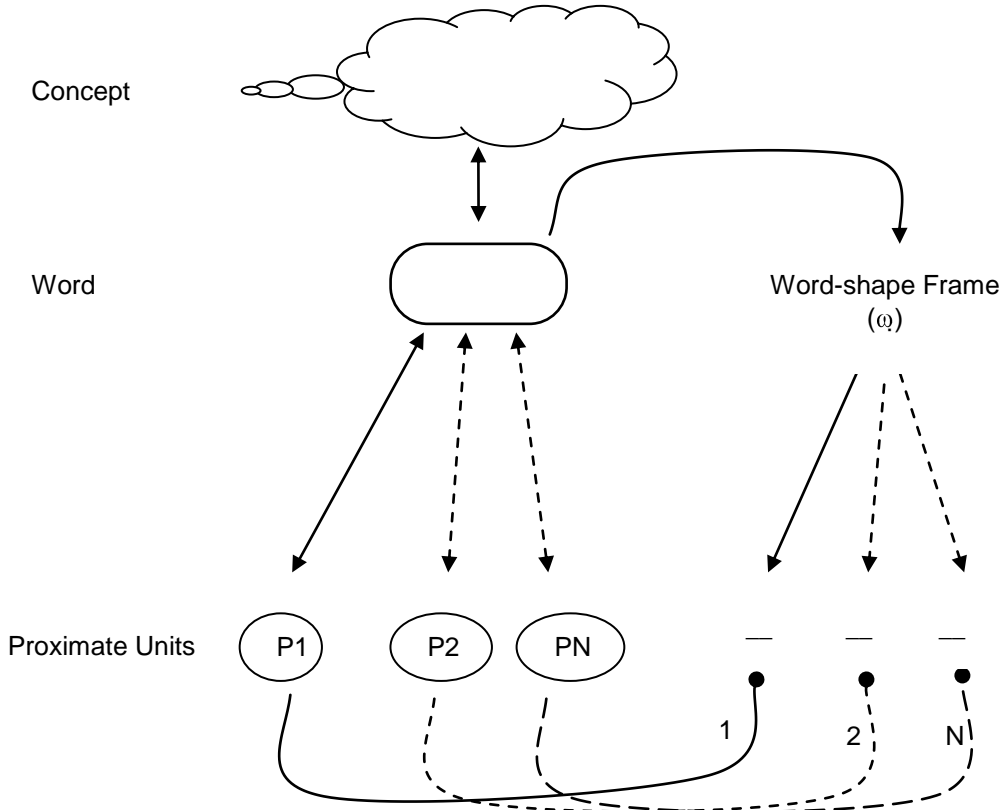 Concept
Word
Word-shape Frame
(ω)
Proximate Units
P1
P2
PN
1
2
N